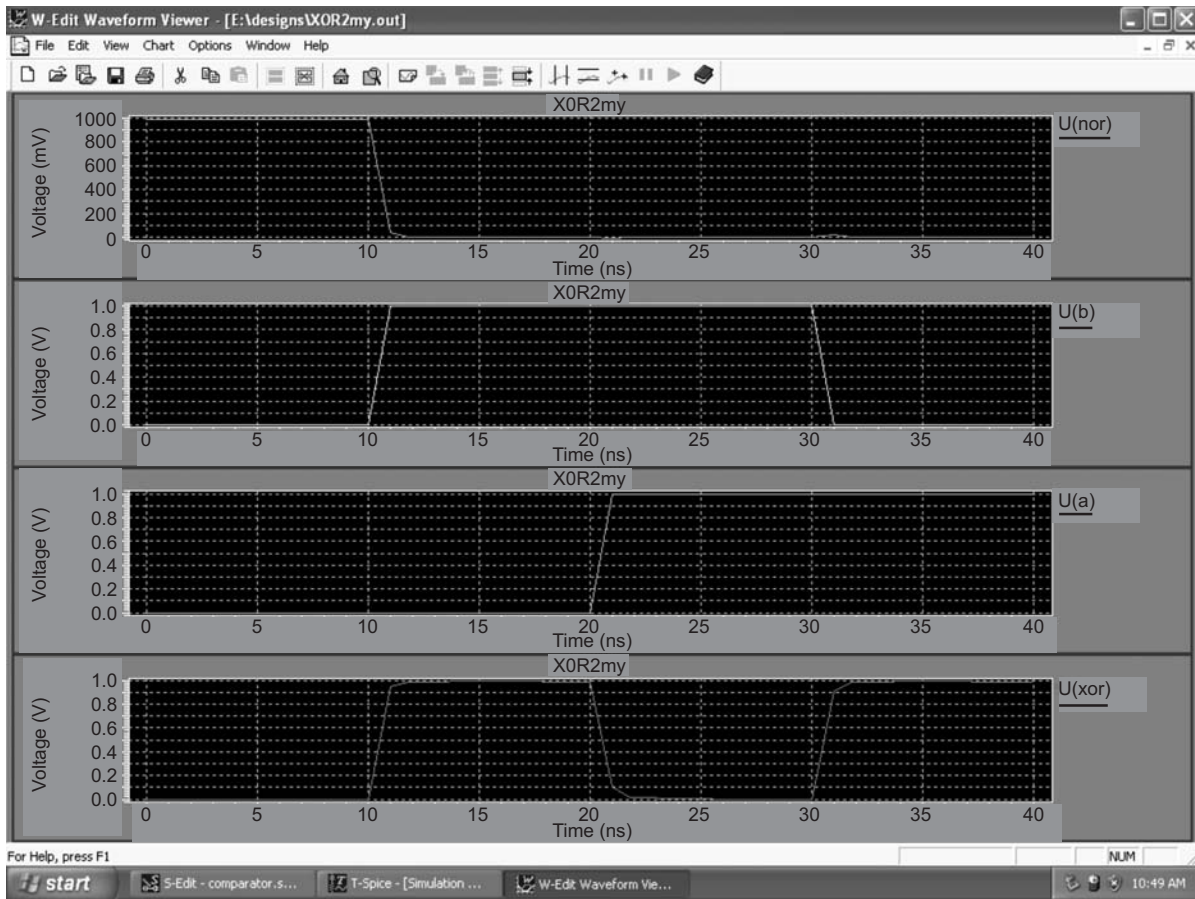 W-Edit Waveform Viewer - [E:\designs\XOR2my.out]
File Edit View Chart Options Window Help
X0R2my
Voltage (mV)
1000
800
600
400
200
0
0 5 10 15 20 25 30 35 40
Time (ns)
U(nor)
X0R2my
Voltage (V)
1.0
0.8
0.6
0.4
0.2
0.0
0 5 10 15 20 25 30 35 40
Time (ns)
U(b)
X0R2my
Voltage (V)
1.0
0.8
0.6
0.4
0.2
0.0
0 5 10 15 20 25 30 35 40
Time (ns)
U(a)
X0R2my
Voltage (V)
1.0
0.8
0.6
0.4
0.2
0.0
0 5 10 15 20 25 30 35 40
Time (ns)
U(xor)
For Help, press F1
NUM
start S-Edit - comparator.s... T-Spice - [Simulation ... W-Edit Waveform Vie... 10:49 AM